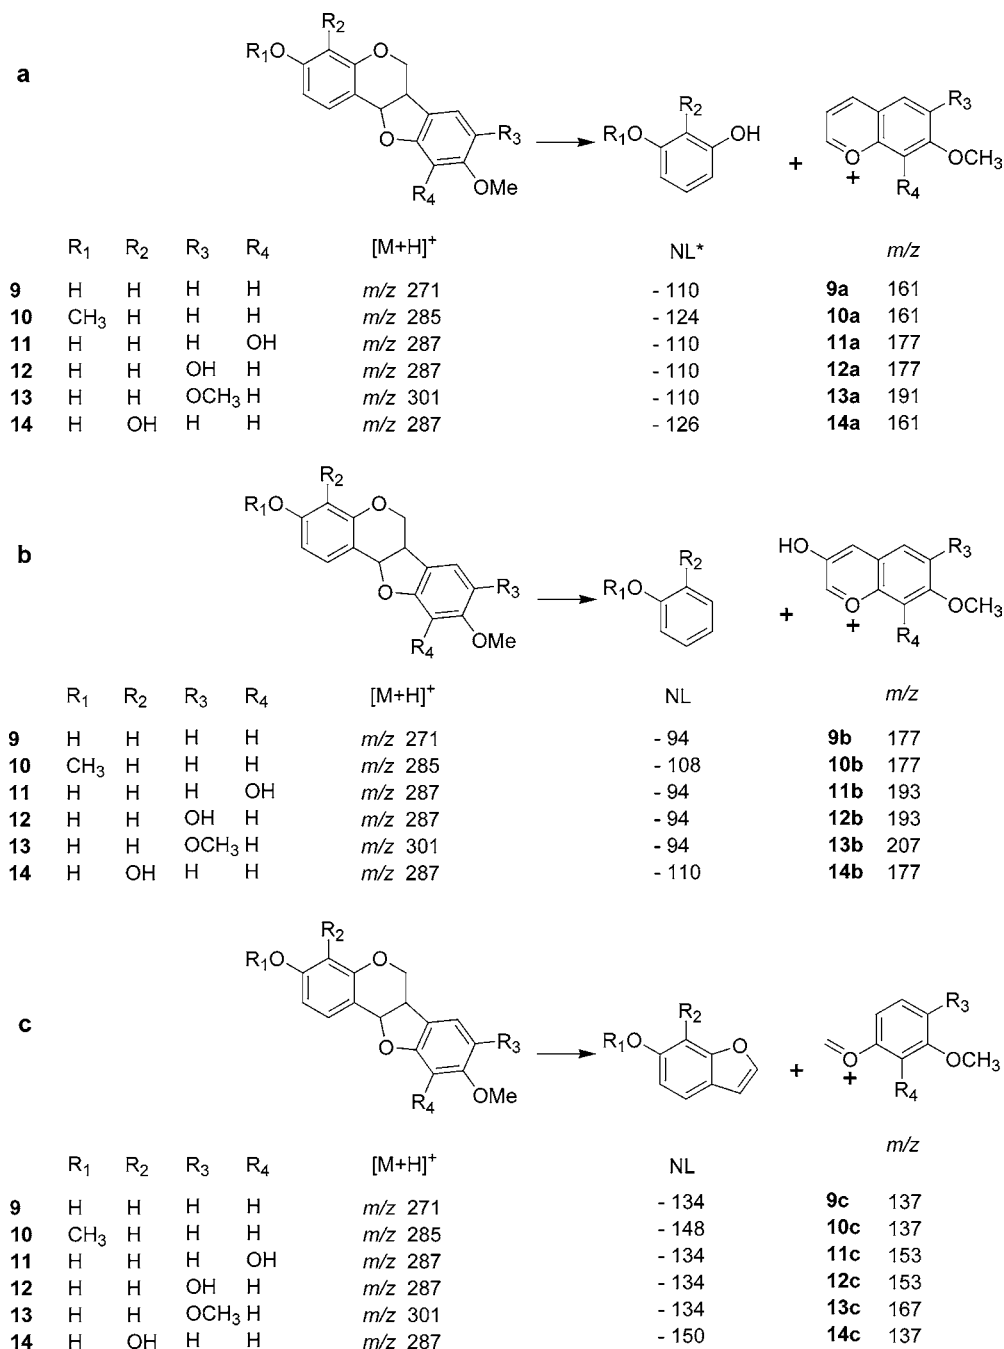 a
R1O R2 O O R3 R4 OMe R1O R2 OH + O + R3 OCH3 R4
R1 R2 R3 R4 [M+H]+ NL* m/z
9 H H H H m/z 271 - 110 9a 161
10 CH3 H H H m/z 285 - 124 10a 161
11 H H H OH m/z 287 - 110 11a 177
12 H H OH H m/z 287 - 110 12a 177
13 H H OCH3 H m/z 301 - 110 13a 191
14 H OH H H m/z 287 - 126 14a 161
b
R1O R2 O O R3 R4 OMe R1O R2 + HO O + R3 OCH3 R4
R1 R2 R3 R4 [M+H]+ NL m/z
9 H H H H m/z 271 - 94 9b 177
10 CH3 H H H m/z 285 - 108 10b 177
11 H H H OH m/z 287 - 94 11b 193
12 H H OH H m/z 287 - 94 12b 193
13 H H OCH3 H m/z 301 - 94 13b 207
14 H OH H H m/z 287 - 110 14b 177
c
R1O R2 O O R3 R4 OMe R1O R2 O + O + R3 OCH3 R4
R1 R2 R3 R4 [M+H]+ NL m/z
9 H H H H m/z 271 - 134 9c 137
10 CH3 H H H m/z 285 - 148 10c 137
11 H H H OH m/z 287 - 134 11c 153
12 H H OH H m/z 287 - 134 12c 153
13 H H OCH3 H m/z 301 - 134 13c 167
14 H OH H H m/z 287 - 150 14c 137